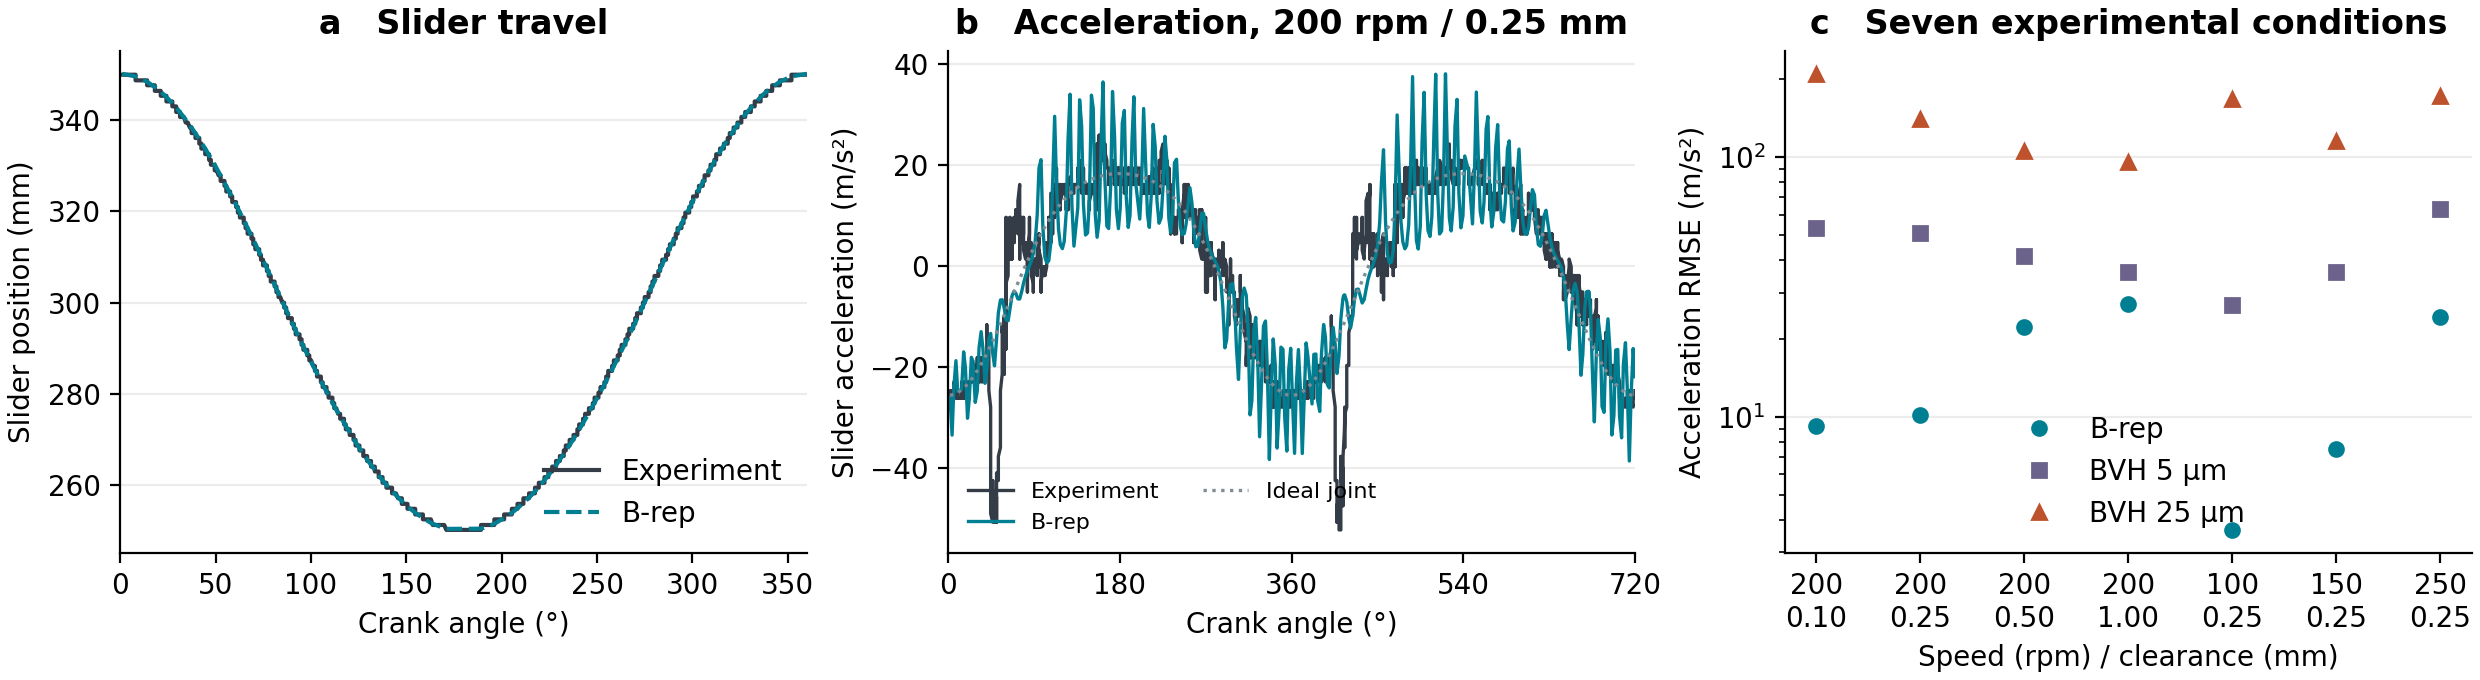 a Slider travel
Slider position (mm)
340
320
300
280
260
Experiment
B-rep
0 50 100 150 200 250 300 350
Crank angle (°)
b Acceleration, 200 rpm / 0.25 mm
Slider acceleration (m/s²)
40
20
0
−20
−40
Experiment
B-rep
Ideal joint
0 180 360 540 720
Crank angle (°)
c Seven experimental conditions
Acceleration RMSE (m/s²)
10²
10¹
B-rep
BVH 5 µm
BVH 25 µm
200 200 200 200 100 150 250
0.10 0.25 0.50 1.00 0.25 0.25 0.25
Speed (rpm) / clearance (mm)